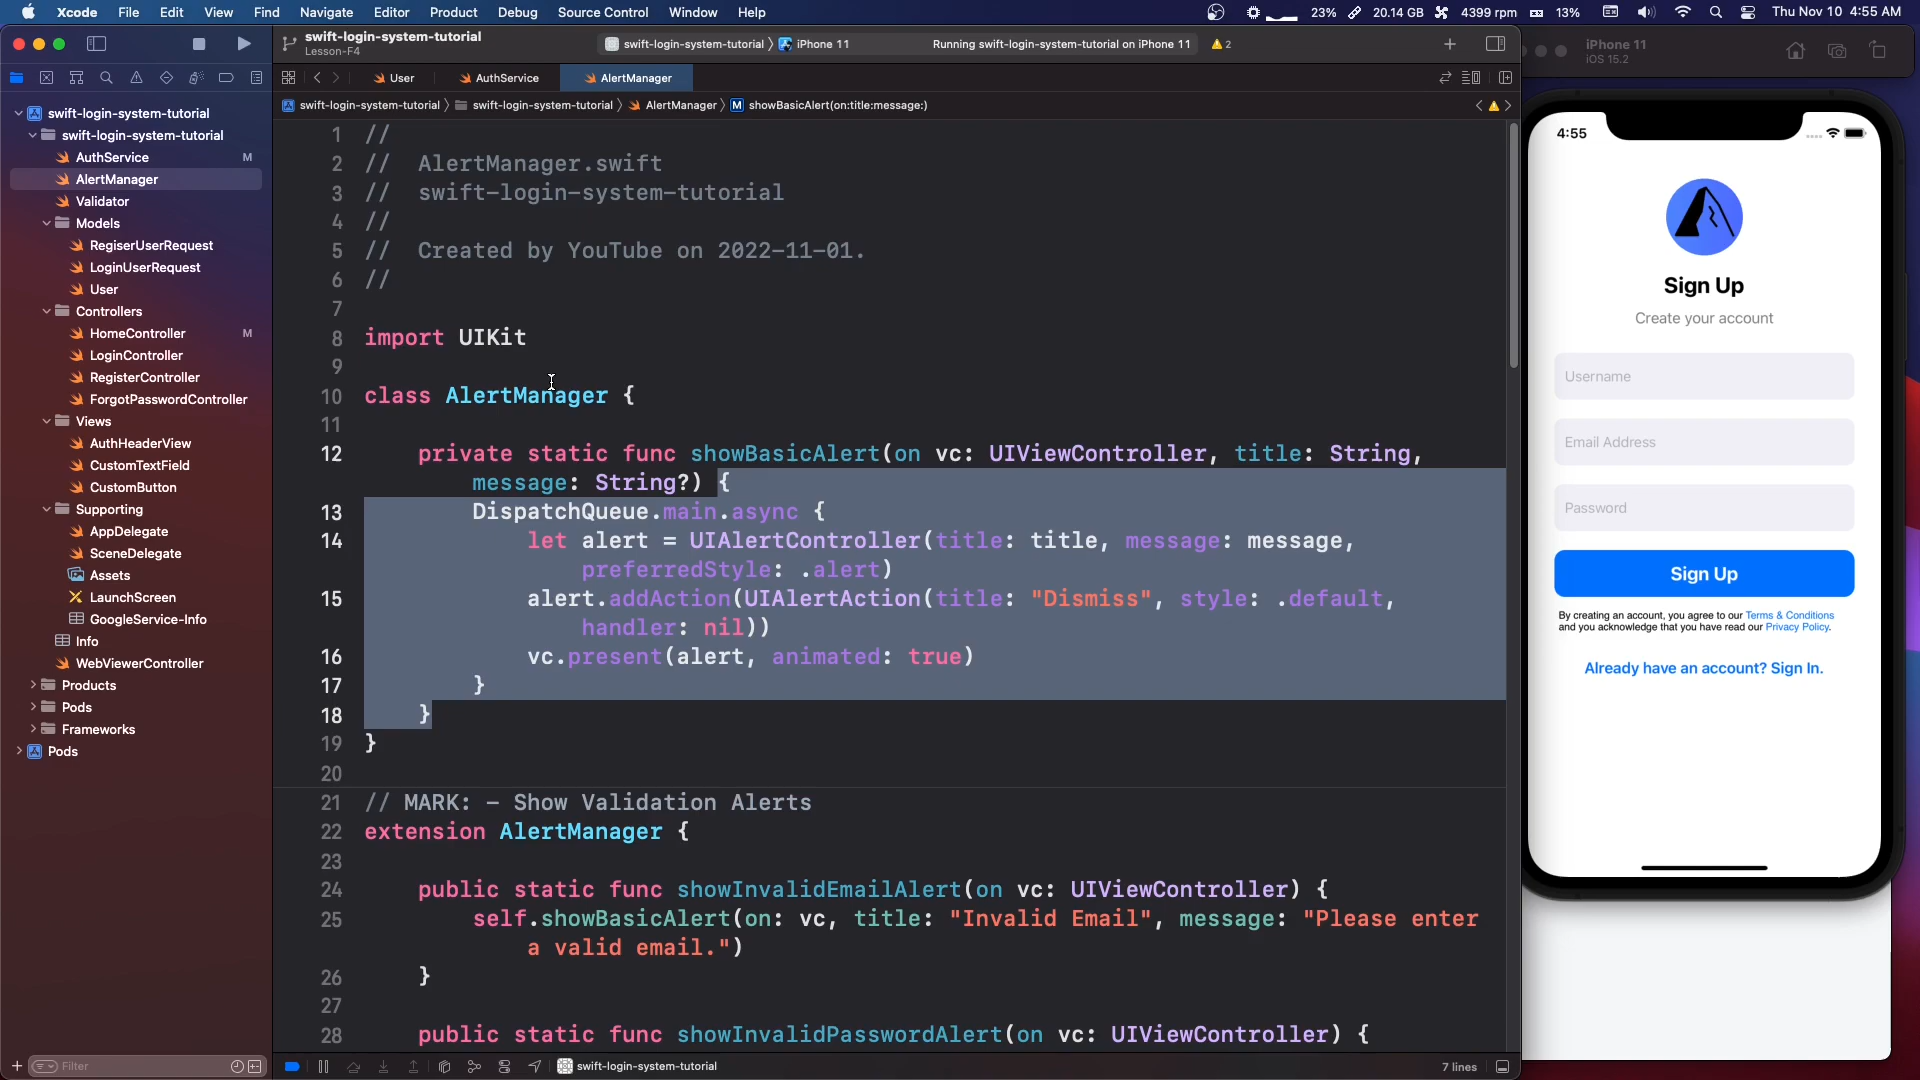 Xcode File Edit View Find Navigate Editor Product Debug Source Control Window Help 23% 20.14 GB 4399 rpm 13% Thu Nov 10 4:55 AM
swift-login-system-tutorial
Lesson-F4
swift-login-system-tutorial iPhone 11
Running swift-login-system-tutorial on iPhone 11
2
iPhone 11
iOS 15.2
User
AuthService
AlertManager
swift-login-system-tutorial swift-login-system-tutorial AlertManager M showBasicAlert(on:title:message:)
swift-login-system-tutorial
swift-login-system-tutorial
AuthService M
AlertManager
Validator
Models
RegiserUserRequest
LoginUserRequest
User
Controllers
HomeController M
LoginController
RegisterController
ForgotPasswordController
Views
AuthHeaderView
CustomTextField
CustomButton
Supporting
AppDelegate
SceneDelegate
Assets
LaunchScreen
GoogleService-Info
Info
WebViewerController
Products
Pods
Frameworks
Pods
Filter
1 //
2 // AlertManager.swift
3 // swift-login-system-tutorial
4 //
5 // Created by YouTube on 2022-11-01.
6 //
7
8 import UIKit
9
10 class AlertManager {
11
12 private static func showBasicAlert(on vc: UIViewController, title: String,
message: String?) {
13 DispatchQueue.main.async {
14 let alert = UIAlertController(title: title, message: message,
preferredStyle: .alert)
15 alert.addAction(UIAlertAction(title: "Dismiss", style: .default,
handler: nil))
16 vc.present(alert, animated: true)
17 }
18 }
19 }
20
21 // MARK: - Show Validation Alerts
22 extension AlertManager {
23
24 public static func showInvalidEmailAlert(on vc: UIViewController) {
25 self.showBasicAlert(on: vc, title: "Invalid Email", message: "Please enter
a valid email.")
26 }
27
28 public static func showInvalidPasswordAlert(on vc: UIViewController) {
swift-login-system-tutorial
7 lines
4:55
Sign Up
Create your account
Username
Email Address
Password
Sign Up
By creating an account, you agree to our Terms & Conditions
and you acknowledge that you have read our Privacy Policy.
Already have an account? Sign In.